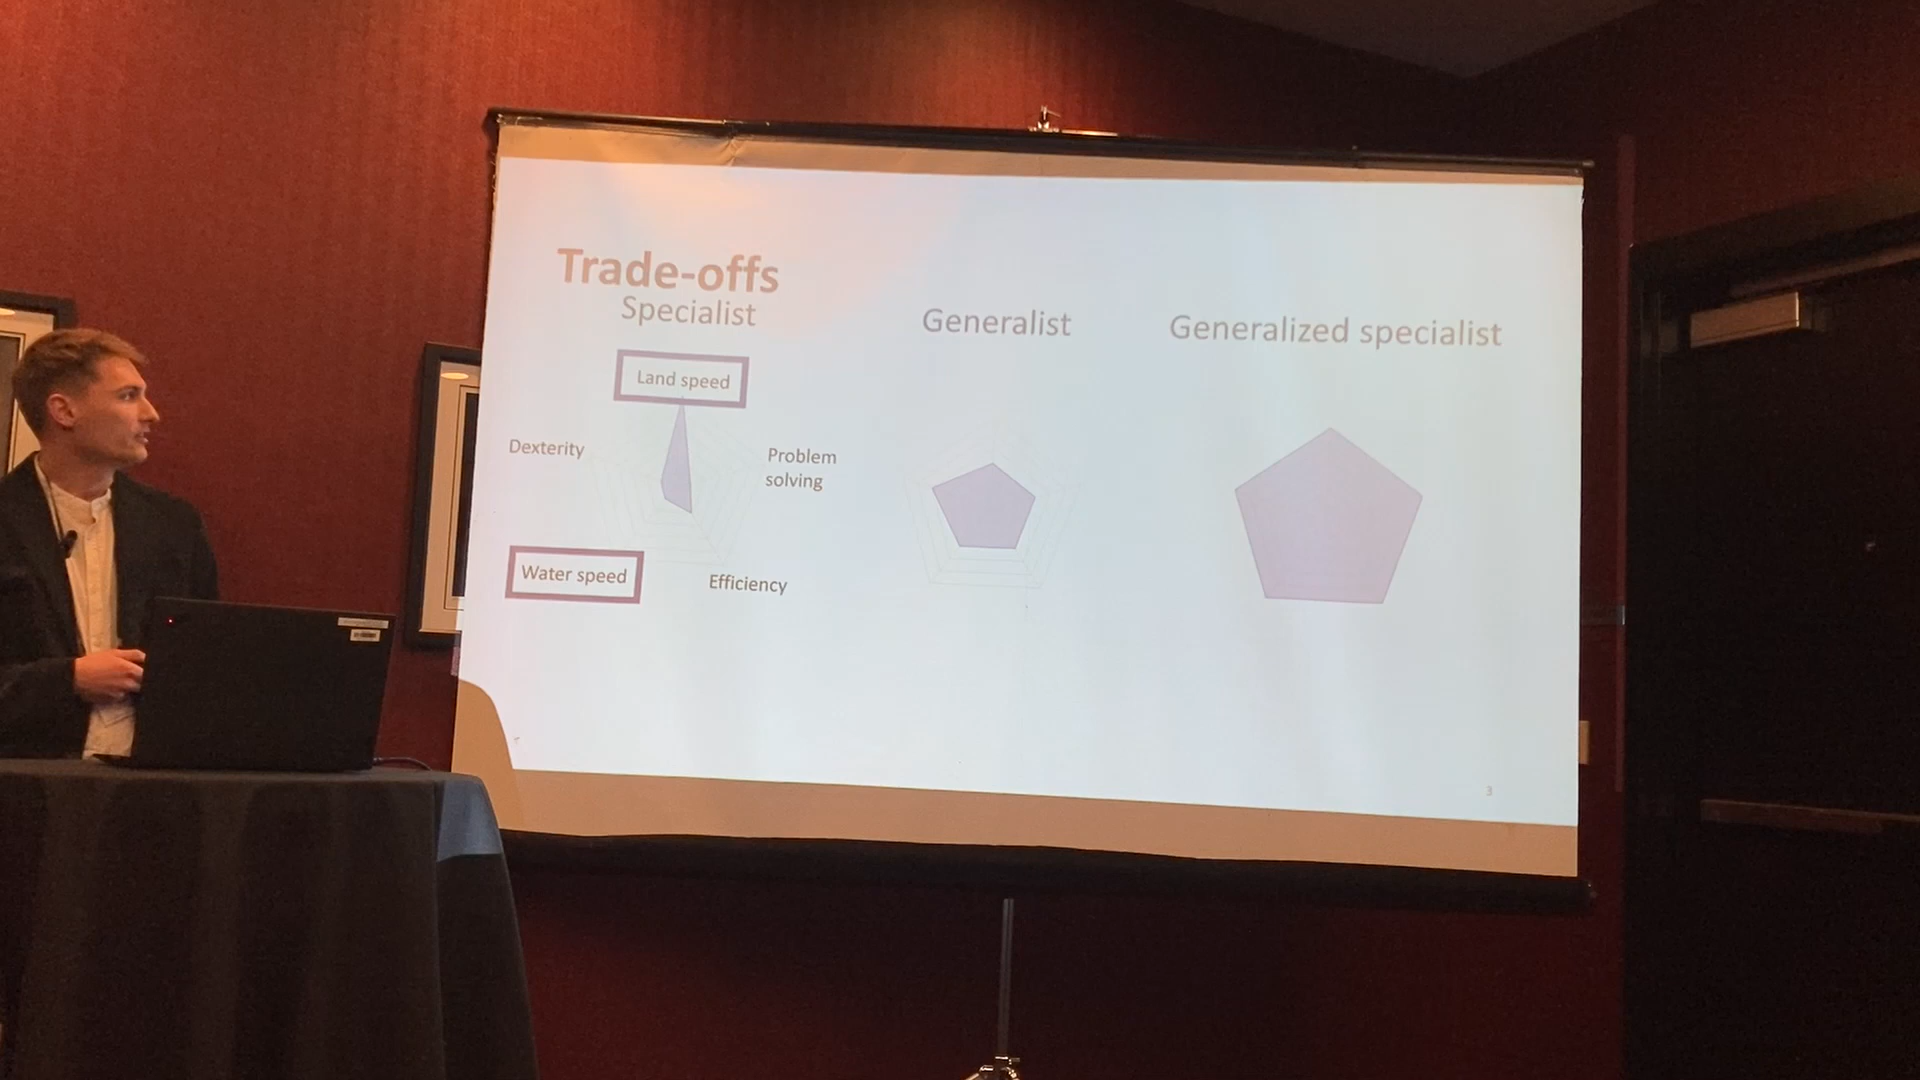 Trade-offs
Specialist
Generalist
Generalized specialist
Land speed
Dexterity
Problem
solving
Water speed
Efficiency
3